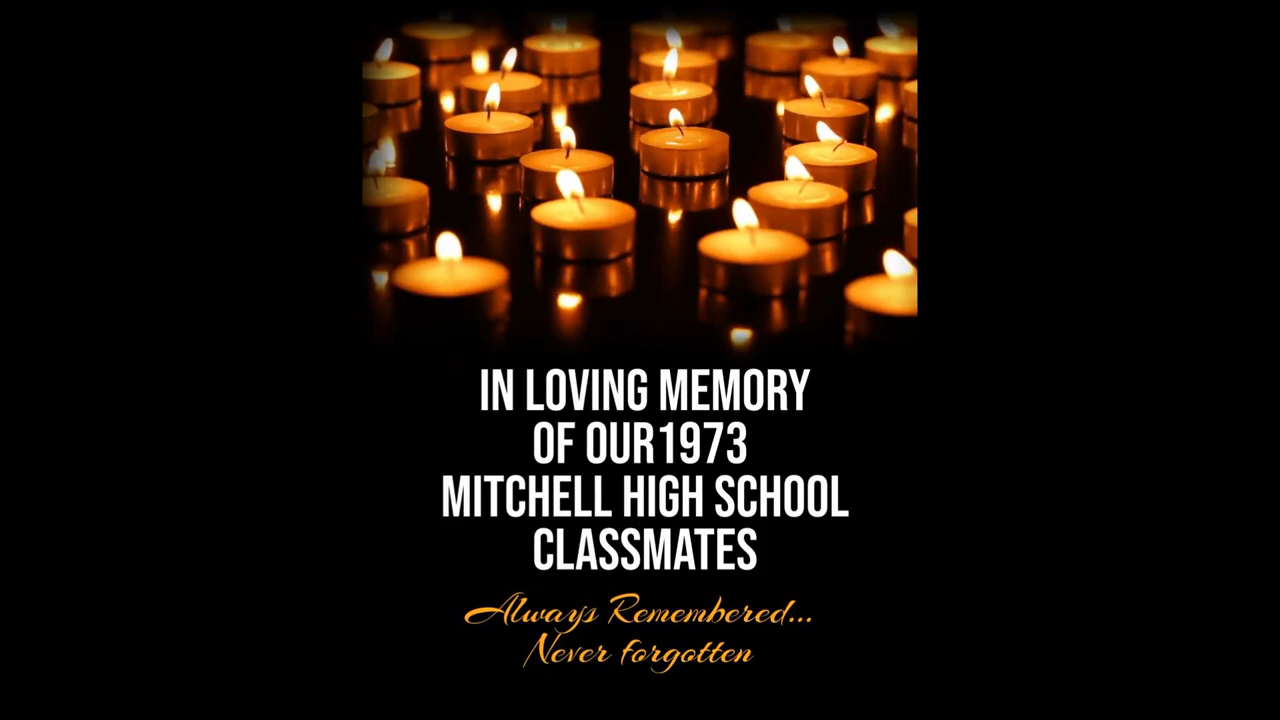 IN LOVING MEMORY
OF OUR1973
MITCHELL HIGH SCHOOL
CLASSMATES
Always Remembered...
Never forgotten